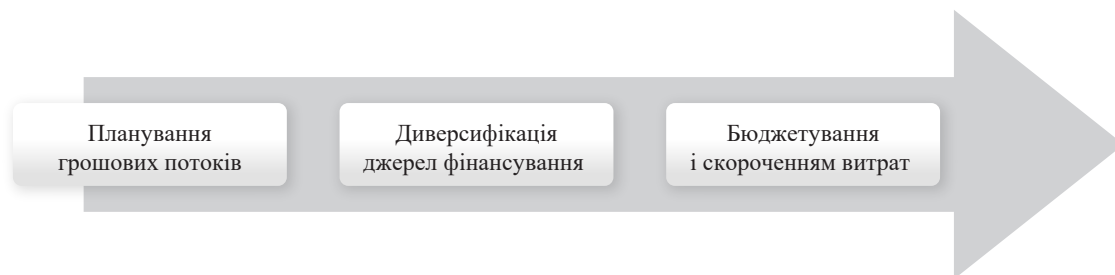 Планування
грошових потоків
Диверсифікація
джерел фінансування
Бюджетування
і скороченням витрат